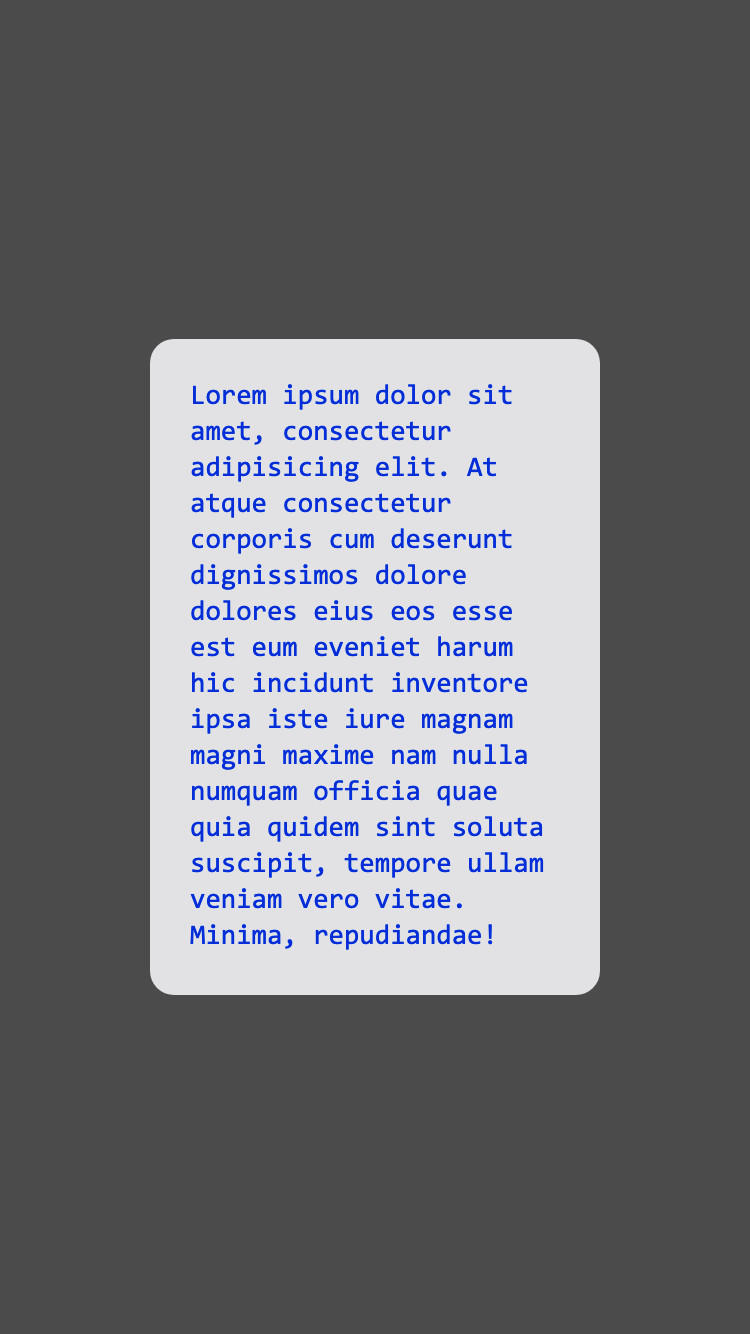 Lorem ipsum dolor sit
amet, consectetur
adipisicing elit. At
atque consectetur
corporis cum deserunt
dignissimos dolore
dolores eius eos esse
est eum eveniet harum
hic incidunt inventore
ipsa iste iure magnam
magni maxime nam nulla
numquam officia quae
quia quidem sint soluta
suscipit, tempore ullam
veniam vero vitae.
Minima, repudiandae!